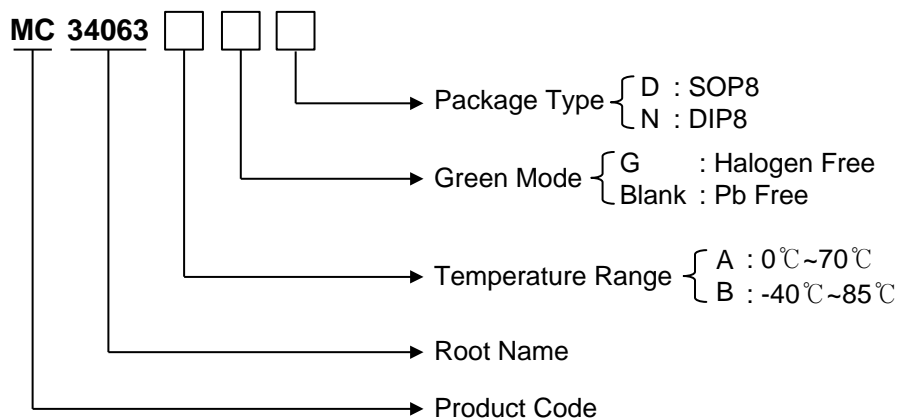 MC 34063
Package Type D : SOP8
N : DIP8
Green Mode G : Halogen Free
Blank : Pb Free
Temperature Range A : 0℃~70℃
B : -40℃~85℃
Root Name
Product Code